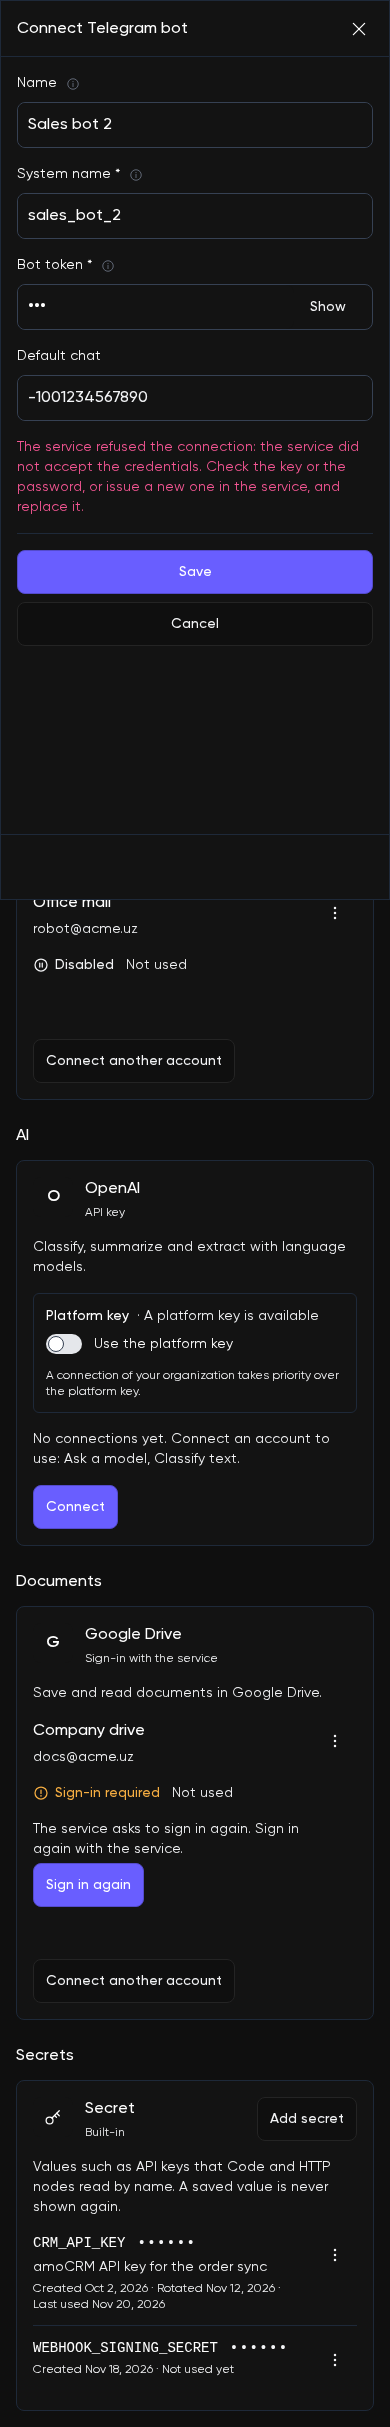 Connect Telegram bot
Name
Sales bot 2
System name *
sales_bot_2
Bot token *
•••
Show
Default chat
-1001234567890
The service refused the connection: the service did
not accept the credentials. Check the key or the
password, or issue a new one in the service, and
replace it.
Save
Cancel
Office mail
robot@acme.uz
Disabled Not used
Connect another account
AI
O
OpenAI
API key
Classify, summarize and extract with language
models.
Platform key · A platform key is available
Use the platform key
A connection of your organization takes priority over
the platform key.
No connections yet. Connect an account to
use: Ask a model, Classify text.
Connect
Documents
G
Google Drive
Sign-in with the service
Save and read documents in Google Drive.
Company drive
docs@acme.uz
Sign-in required Not used
The service asks to sign in again. Sign in
again with the service.
Sign in again
Connect another account
Secrets
Secret
Built-in
Add secret
Values such as API keys that Code and HTTP
nodes read by name. A saved value is never
shown again.
CRM_API_KEY ••••••
amoCRM API key for the order sync
Created Oct 2, 2026 · Rotated Nov 12, 2026 ·
Last used Nov 20, 2026
WEBHOOK_SIGNING_SECRET ••••••
Created Nov 18, 2026 · Not used yet